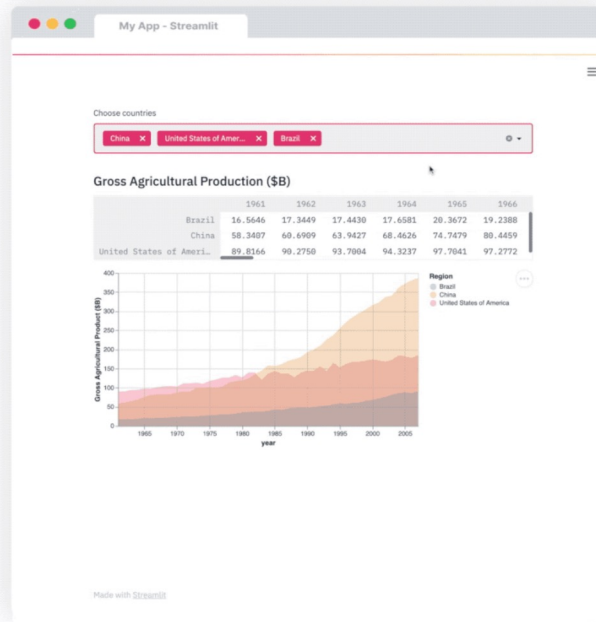 My App - Streamlit
Choose countries
China × United States of Amer... × Brazil ×
Gross Agricultural Production ($B)
1961 1962 1963 1964 1965 1966
Brazil 16.5646 17.3449 17.4430 17.6581 20.3672 19.2388
China 58.3407 60.6909 63.9427 68.4626 74.7479 80.4459
United States of Ameri… 89.8166 90.2750 93.7004 94.3237 97.7041 97.2772
Gross Agricultural Product ($B)
400
350
300
250
200
150
100
50
0
1965 1970 1975 1980 1985 1990 1995 2000 2005
year
Region
Brazil
China
United States of America
Made with Streamlit